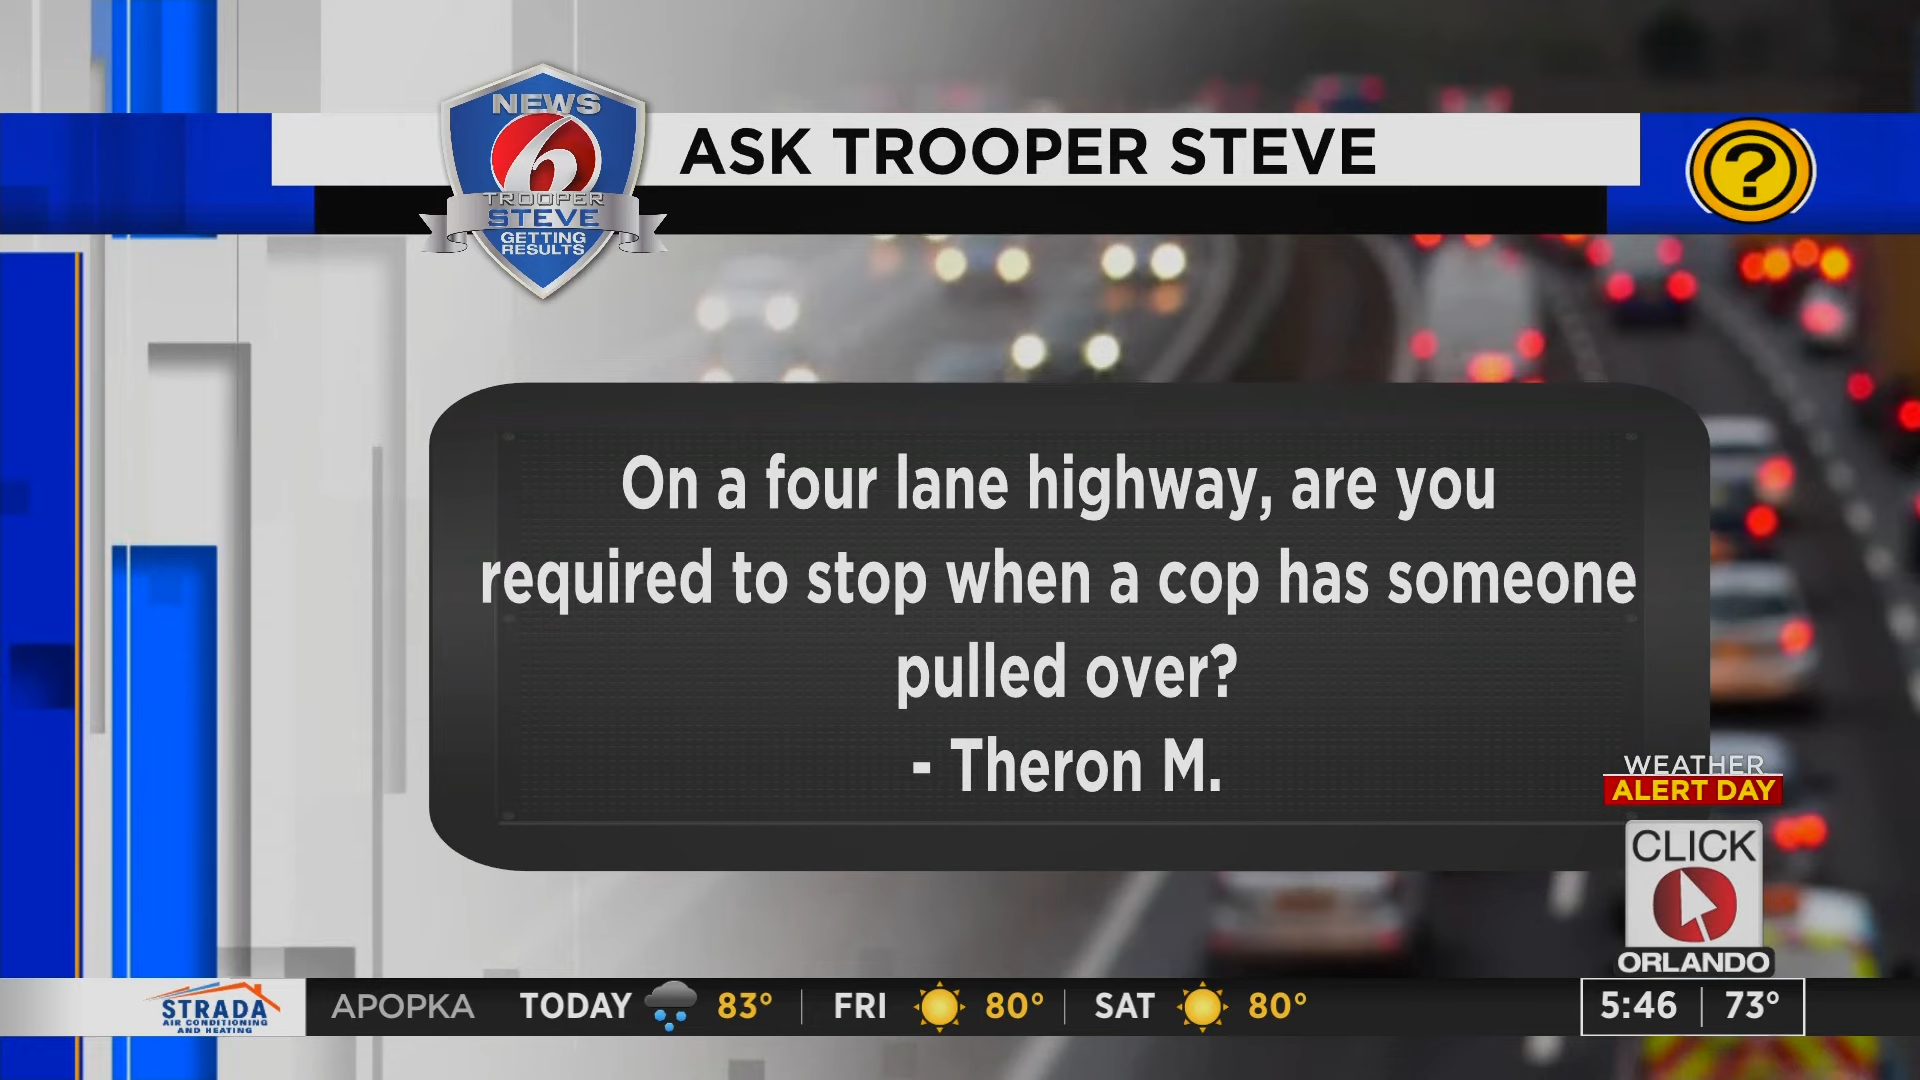 NEWS
6
TROOPER
STEVE
GETTING
RESULTS
ASK TROOPER STEVE
?
On a four lane highway, are you
required to stop when a cop has someone
pulled over?
- Theron M.
WEATHER
ALERT DAY
CLICK
ORLANDO
STRADA
AIR CONDITIONING
AND HEATING
APOPKA TODAY 83° FRI 80° SAT 80°
5:46 73°